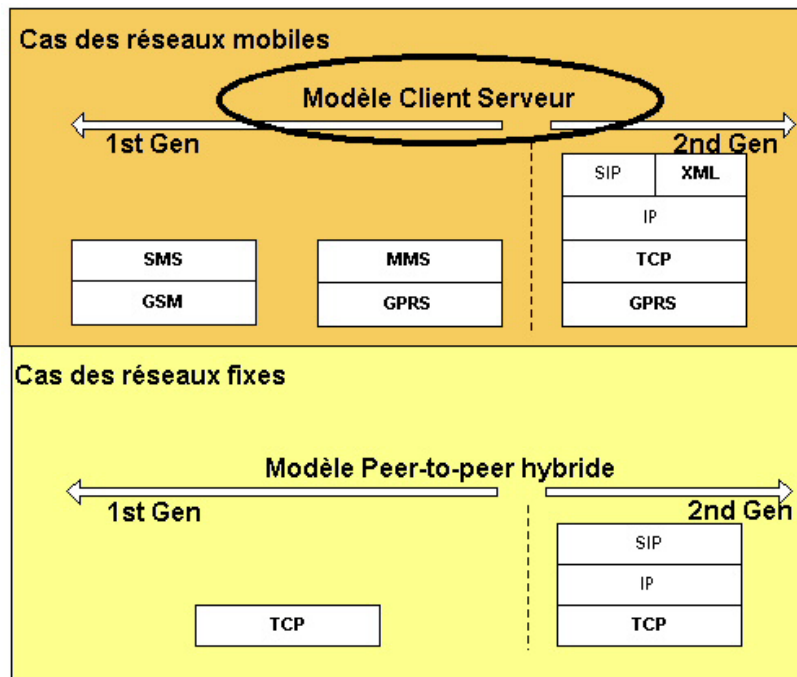 Cas des réseaux mobiles
Modèle Client Serveur
1st Gen
2nd Gen
SIP
XML
IP
SMS
MMS
TCP
GSM
GPRS
GPRS
Cas des réseaux fixes
Modèle Peer-to-peer hybride
1st Gen
2nd Gen
SIP
IP
TCP
TCP